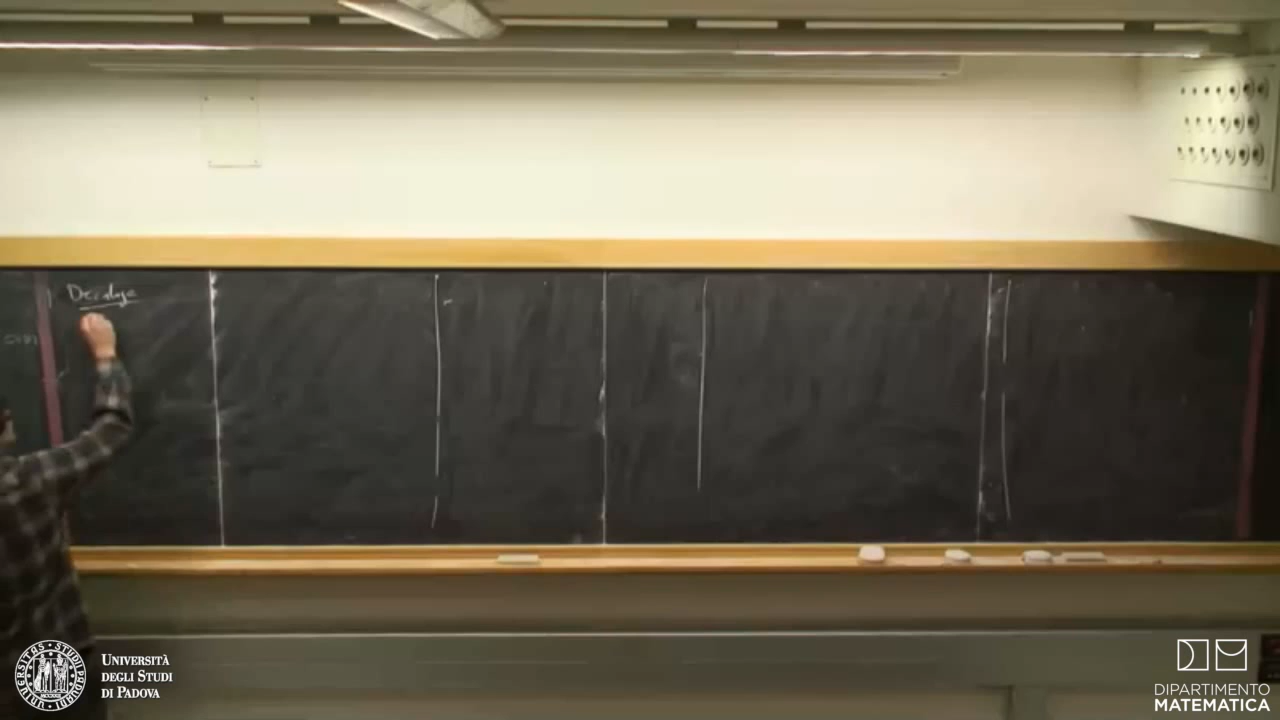 UNIVERSITÀ
DEGLI STUDI
DI PADOVA
DIPARTIMENTO
MATEMATICA